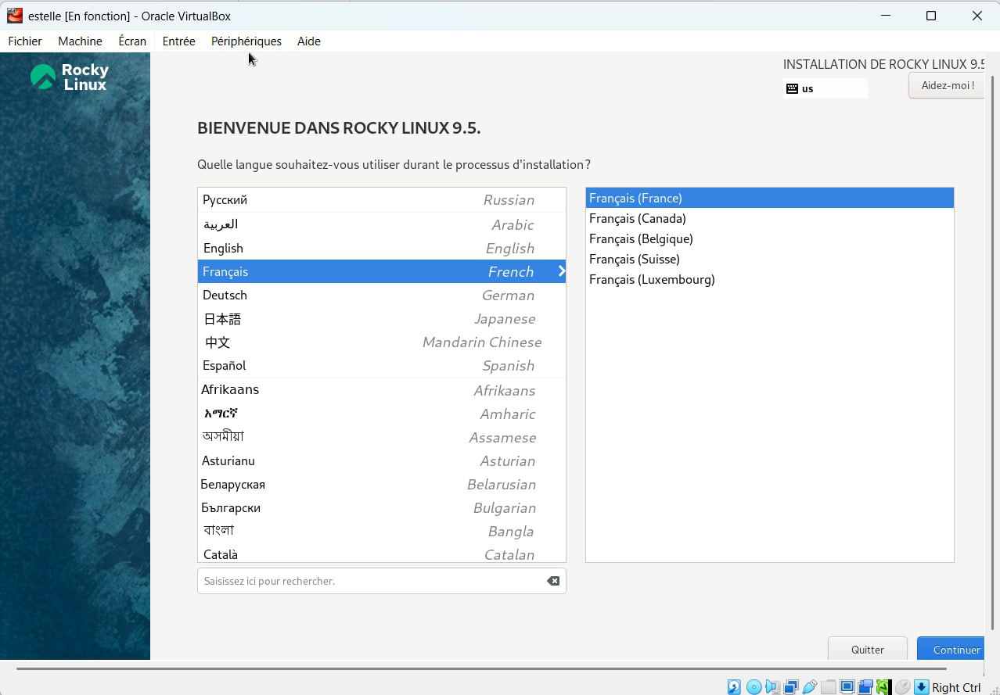 estelle [En fonction] - Oracle VirtualBox
Fichier Machine Écran Entrée Périphériques Aide
Rocky
Linux
INSTALLATION DE ROCKY LINUX 9.5
us
Aidez-moi !
BIENVENUE DANS ROCKY LINUX 9.5.
Quelle langue souhaitez-vous utiliser durant le processus d'installation ?
Русский Russian
العربية Arabic
English English
Français French
Deutsch German
日本語 Japanese
中文 Mandarin Chinese
Español Spanish
Afrikaans Afrikaans
አማርኛ Amharic
অসমীয়া Assamese
Asturianu Asturian
Беларуская Belarusian
Български Bulgarian
বাংলা Bangla
Català Catalan
Français (France)
Français (Canada)
Français (Belgique)
Français (Suisse)
Français (Luxembourg)
Saisissez ici pour rechercher.
Quitter Continuer
Right Ctrl